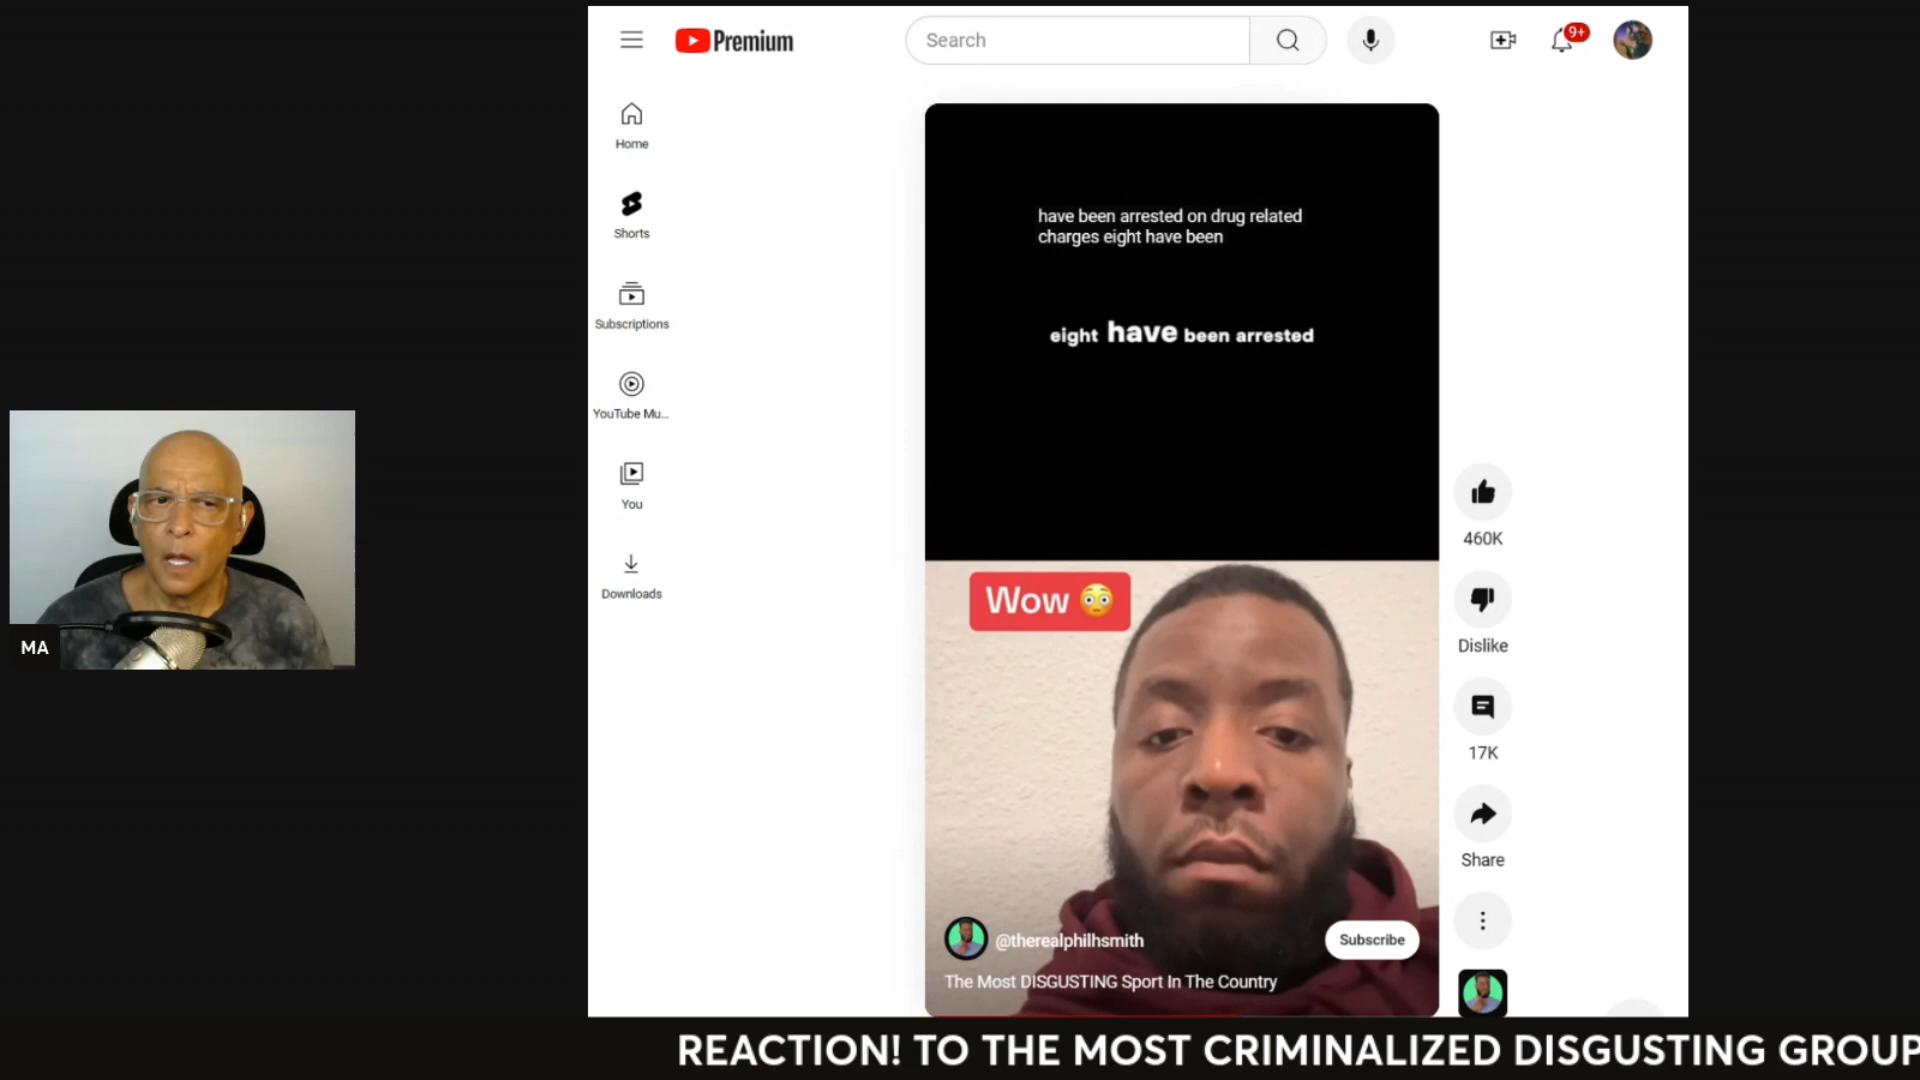 Premium
Search
9+
Home
Shorts
Subscriptions
YouTube Mu...
You
Downloads
have been arrested on drug related
charges eight have been
eight have been arrested
Wow 😳
@therealphilhsmith
Subscribe
The Most DISGUSTING Sport In The Country
460K
Dislike
17K
Share
MA
REACTION! TO THE MOST CRIMINALIZED DISGUSTING GROUP